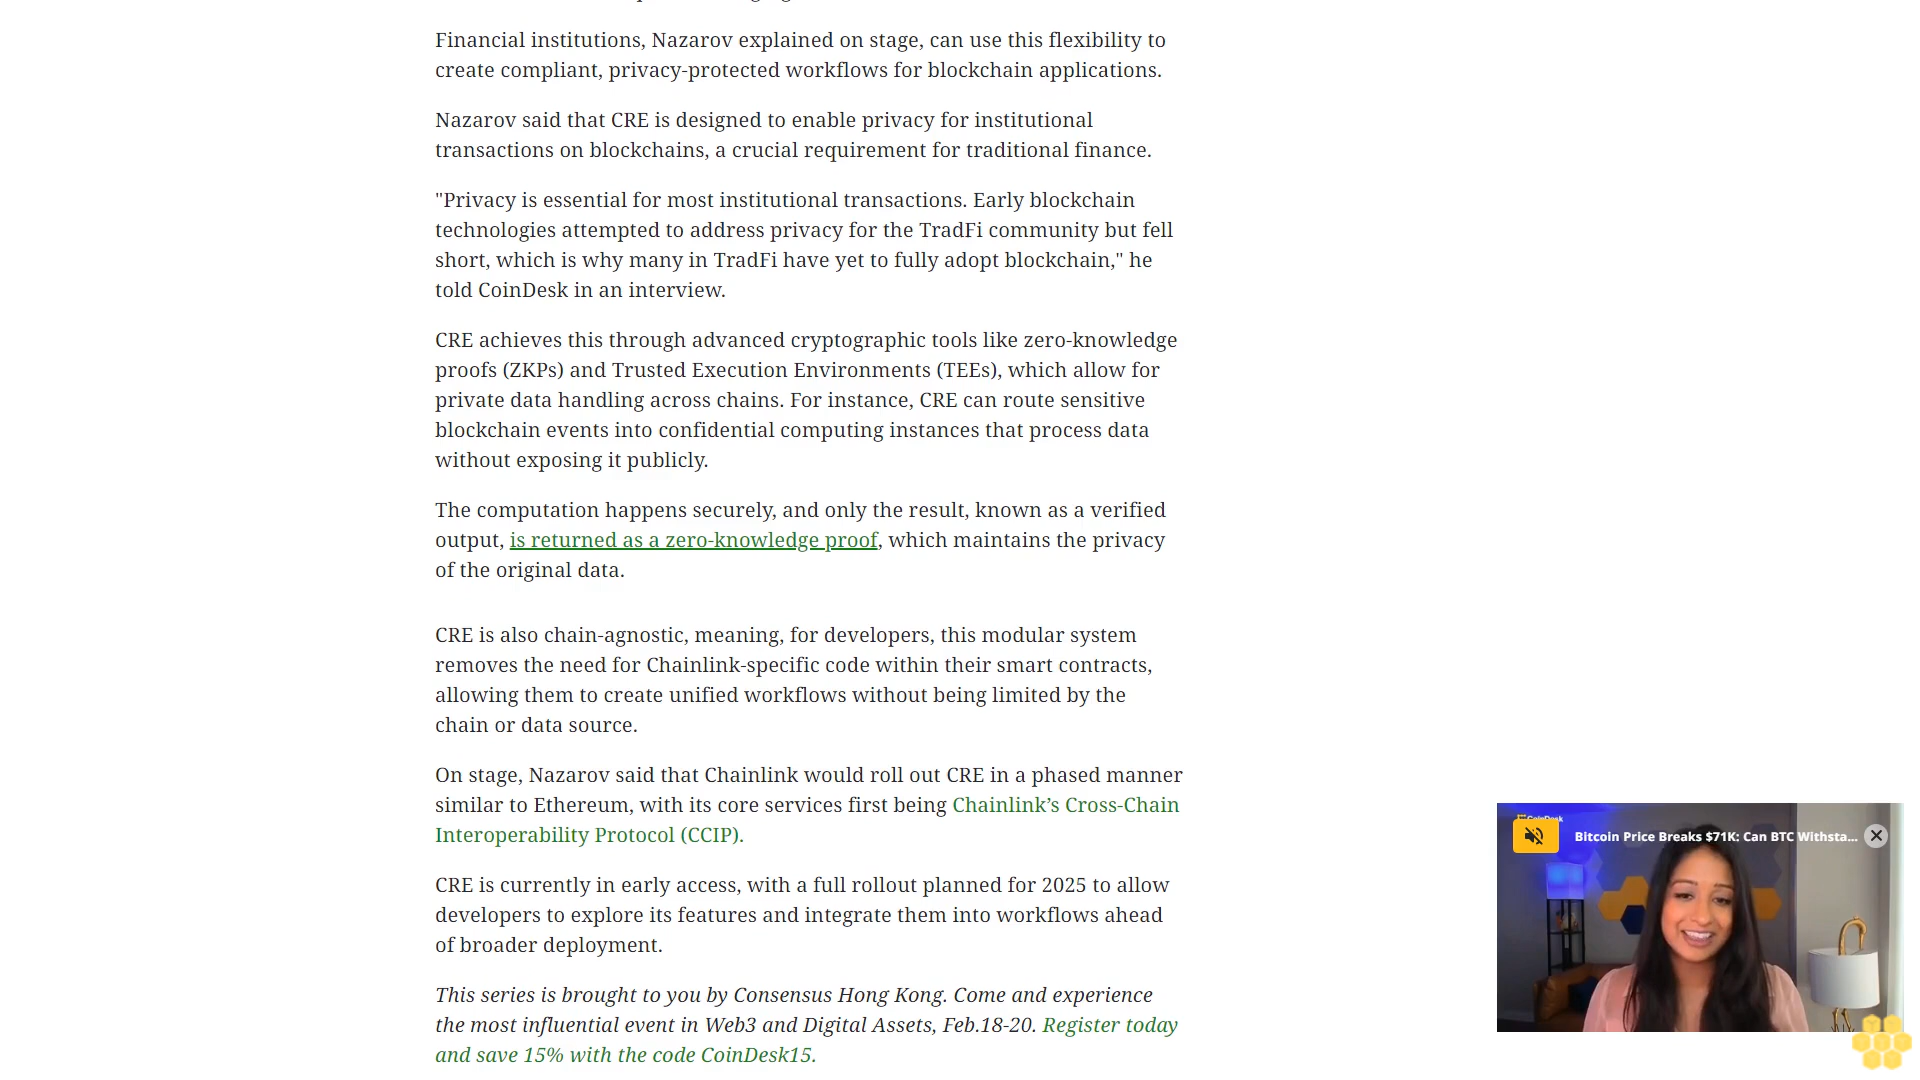 Financial institutions, Nazarov explained on stage, can use this flexibility to
create compliant, privacy-protected workflows for blockchain applications.
Nazarov said that CRE is designed to enable privacy for institutional
transactions on blockchains, a crucial requirement for traditional finance.
"Privacy is essential for most institutional transactions. Early blockchain
technologies attempted to address privacy for the TradFi community but fell
short, which is why many in TradFi have yet to fully adopt blockchain," he
told CoinDesk in an interview.
CRE achieves this through advanced cryptographic tools like zero-knowledge
proofs (ZKPs) and Trusted Execution Environments (TEEs), which allow for
private data handling across chains. For instance, CRE can route sensitive
blockchain events into confidential computing instances that process data
without exposing it publicly.
The computation happens securely, and only the result, known as a verified
output, is returned as a zero-knowledge proof, which maintains the privacy
of the original data.
CRE is also chain-agnostic, meaning, for developers, this modular system
removes the need for Chainlink-specific code within their smart contracts,
allowing them to create unified workflows without being limited by the
chain or data source.
On stage, Nazarov said that Chainlink would roll out CRE in a phased manner
similar to Ethereum, with its core services first being Chainlink’s Cross-Chain
Interoperability Protocol (CCIP).
CRE is currently in early access, with a full rollout planned for 2025 to allow
developers to explore its features and integrate them into workflows ahead
of broader deployment.
This series is brought to you by Consensus Hong Kong. Come and experience
the most influential event in Web3 and Digital Assets, Feb.18-20. Register today
and save 15% with the code CoinDesk15.
CoinDesk
Bitcoin Price Breaks $71K: Can BTC Withsta...